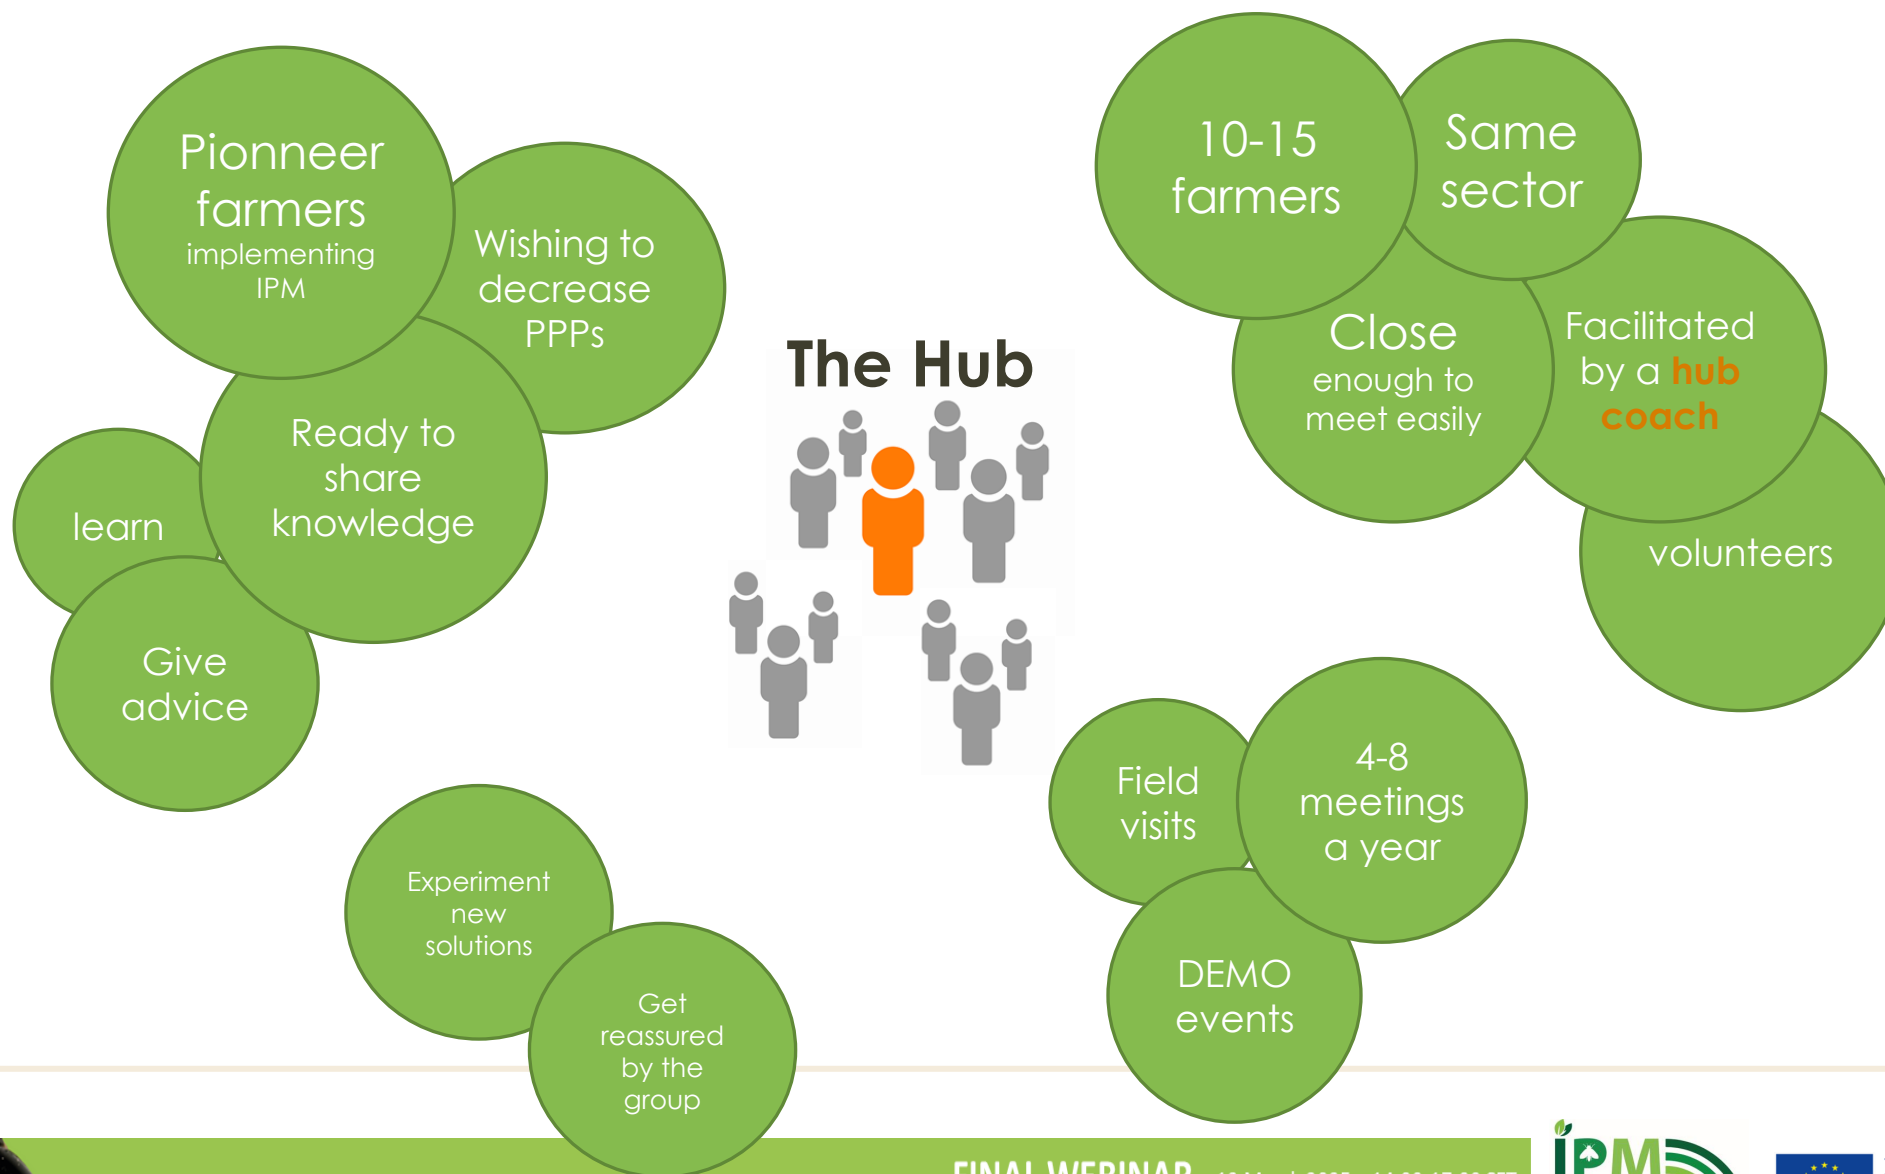 Pionneer
farmers
implementing
IPM
Wishing to
decrease
PPPs
Ready to
share
knowledge
learn
Give
advice
The Hub
10-15
farmers
Same
sector
Close
enough to
meet easily
Facilitated
by a hub
coach
volunteers
Field
visits
4-8
meetings
a year
DEMO
events
Experiment
new
solutions
Get
reassured
by the
group
FINAL WEBINAR
IPM